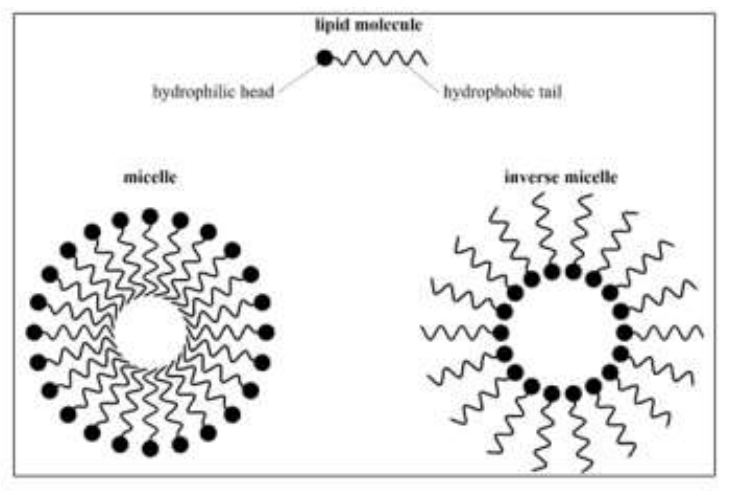 lipid molecule
hydrophilic head
hydrophobic tail
micelle
inverse micelle